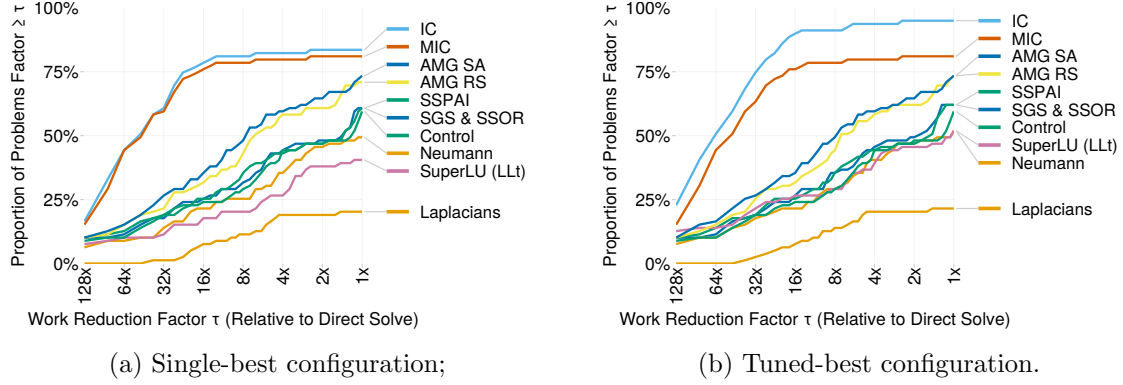 Proportion of Problems Factor ≥ τ
100%
75%
50%
25%
0%
128x
64x
32x
16x
8x
4x
2x
1x
IC
MIC
AMG SA
AMG RS
SSPAI
SGS & SSOR
Control
Neumann
SuperLU (LLt)
Laplacians
Work Reduction Factor τ (Relative to Direct Solve)
(a) Single-best configuration;
Proportion of Problems Factor ≥ τ
100%
75%
50%
25%
0%
128x
64x
32x
16x
8x
4x
2x
1x
IC
MIC
AMG SA
AMG RS
SSPAI
SGS & SSOR
Control
SuperLU (LLt)
Neumann
Laplacians
Work Reduction Factor τ (Relative to Direct Solve)
(b) Tuned-best configuration.